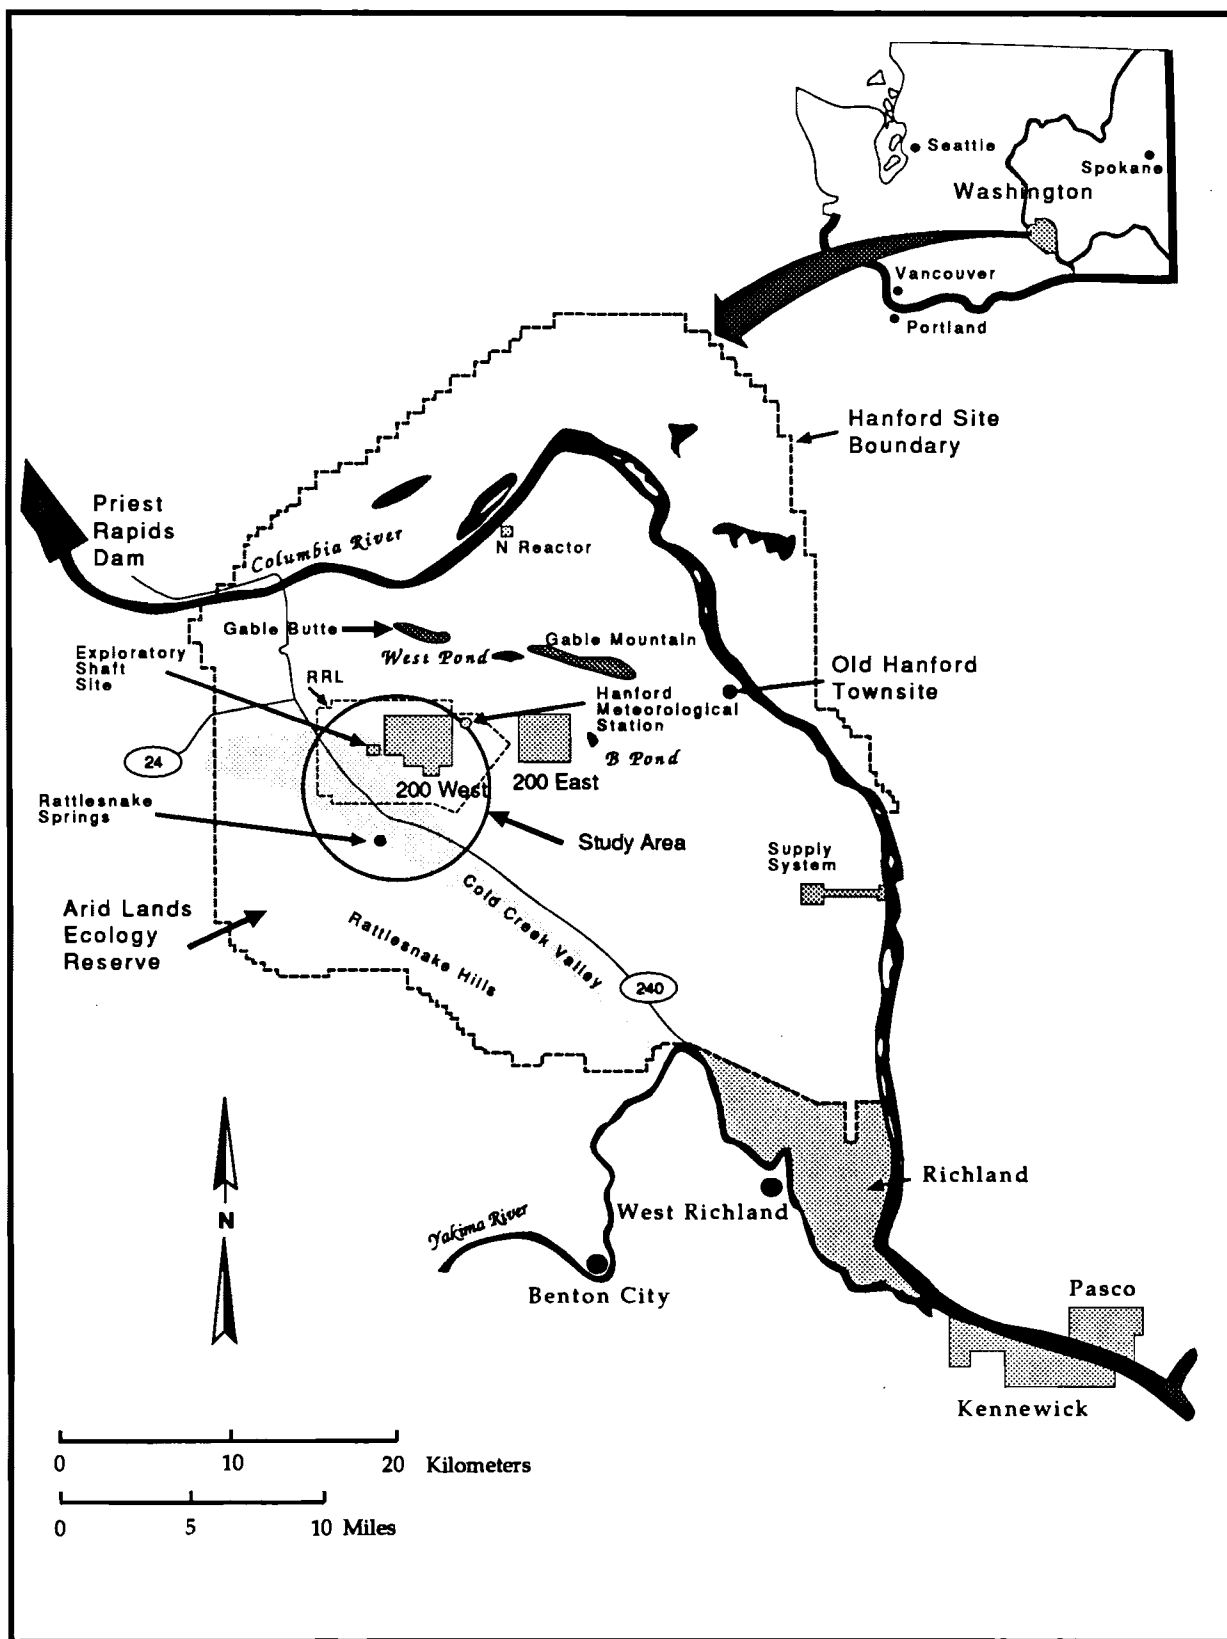 Seattle
Spokane
Washington
Vancouver
Portland
Hanford Site
Boundary
Priest
Rapids
Dam
Columbia River
N Reactor
Gable Butte
Gable Mountain
West Pond
Exploratory
Shaft
Site
RRL
Hanford
Meteorological
Station
Old Hanford
Townsite
24
B Pond
200 West
200 East
Rattlesnake
Springs
Study Area
Supply
System
Arid Lands
Ecology
Reserve
Cold Creek Valley
Rattlesnake Hills
240
Richland
West Richland
Yakima River
N
Benton City
Pasco
Kennewick
0 10 20 Kilometers
0 5 10 Miles